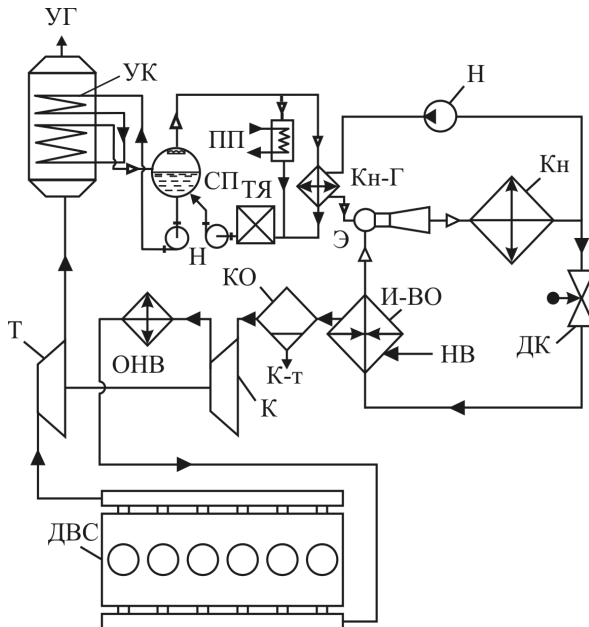 УГ
УК
Н
ПП
Кн-Г
Кн
СП
ТЯ
Э
Н
КО
И-ВО
Т
ОНВ
К-т
НВ
ДК
К
ДВС